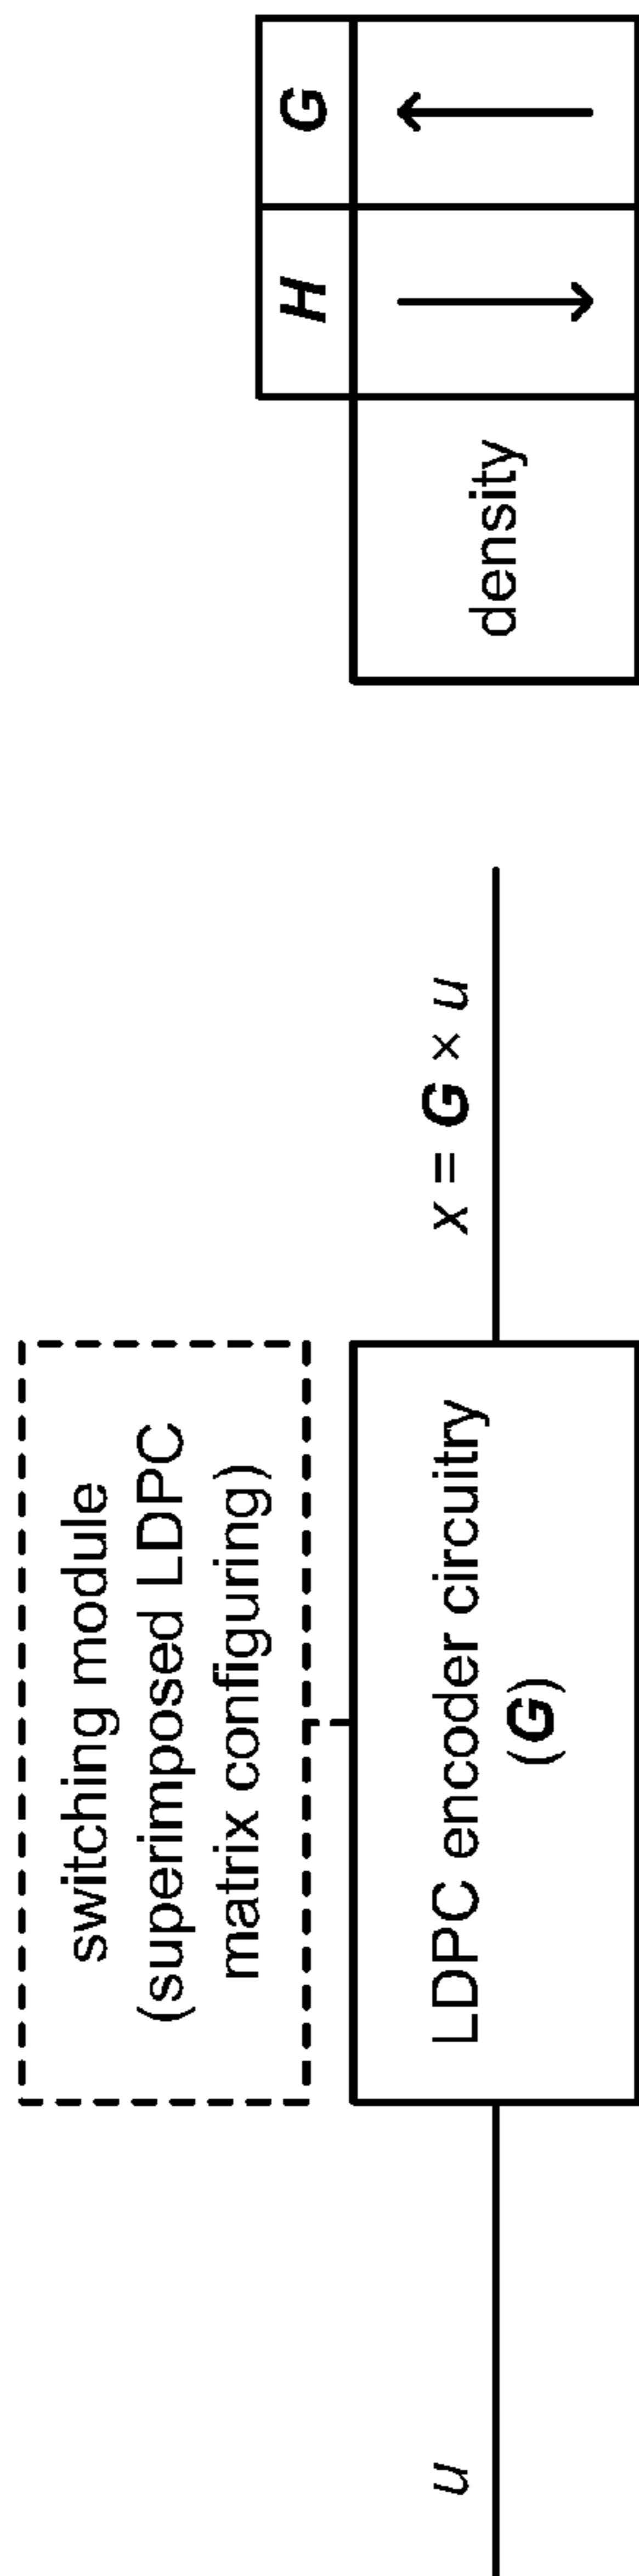 u
switching module
(superimposed LDPC
matrix configuring)
LDPC encoder circuitry
(G)
x = G × u
H G
density